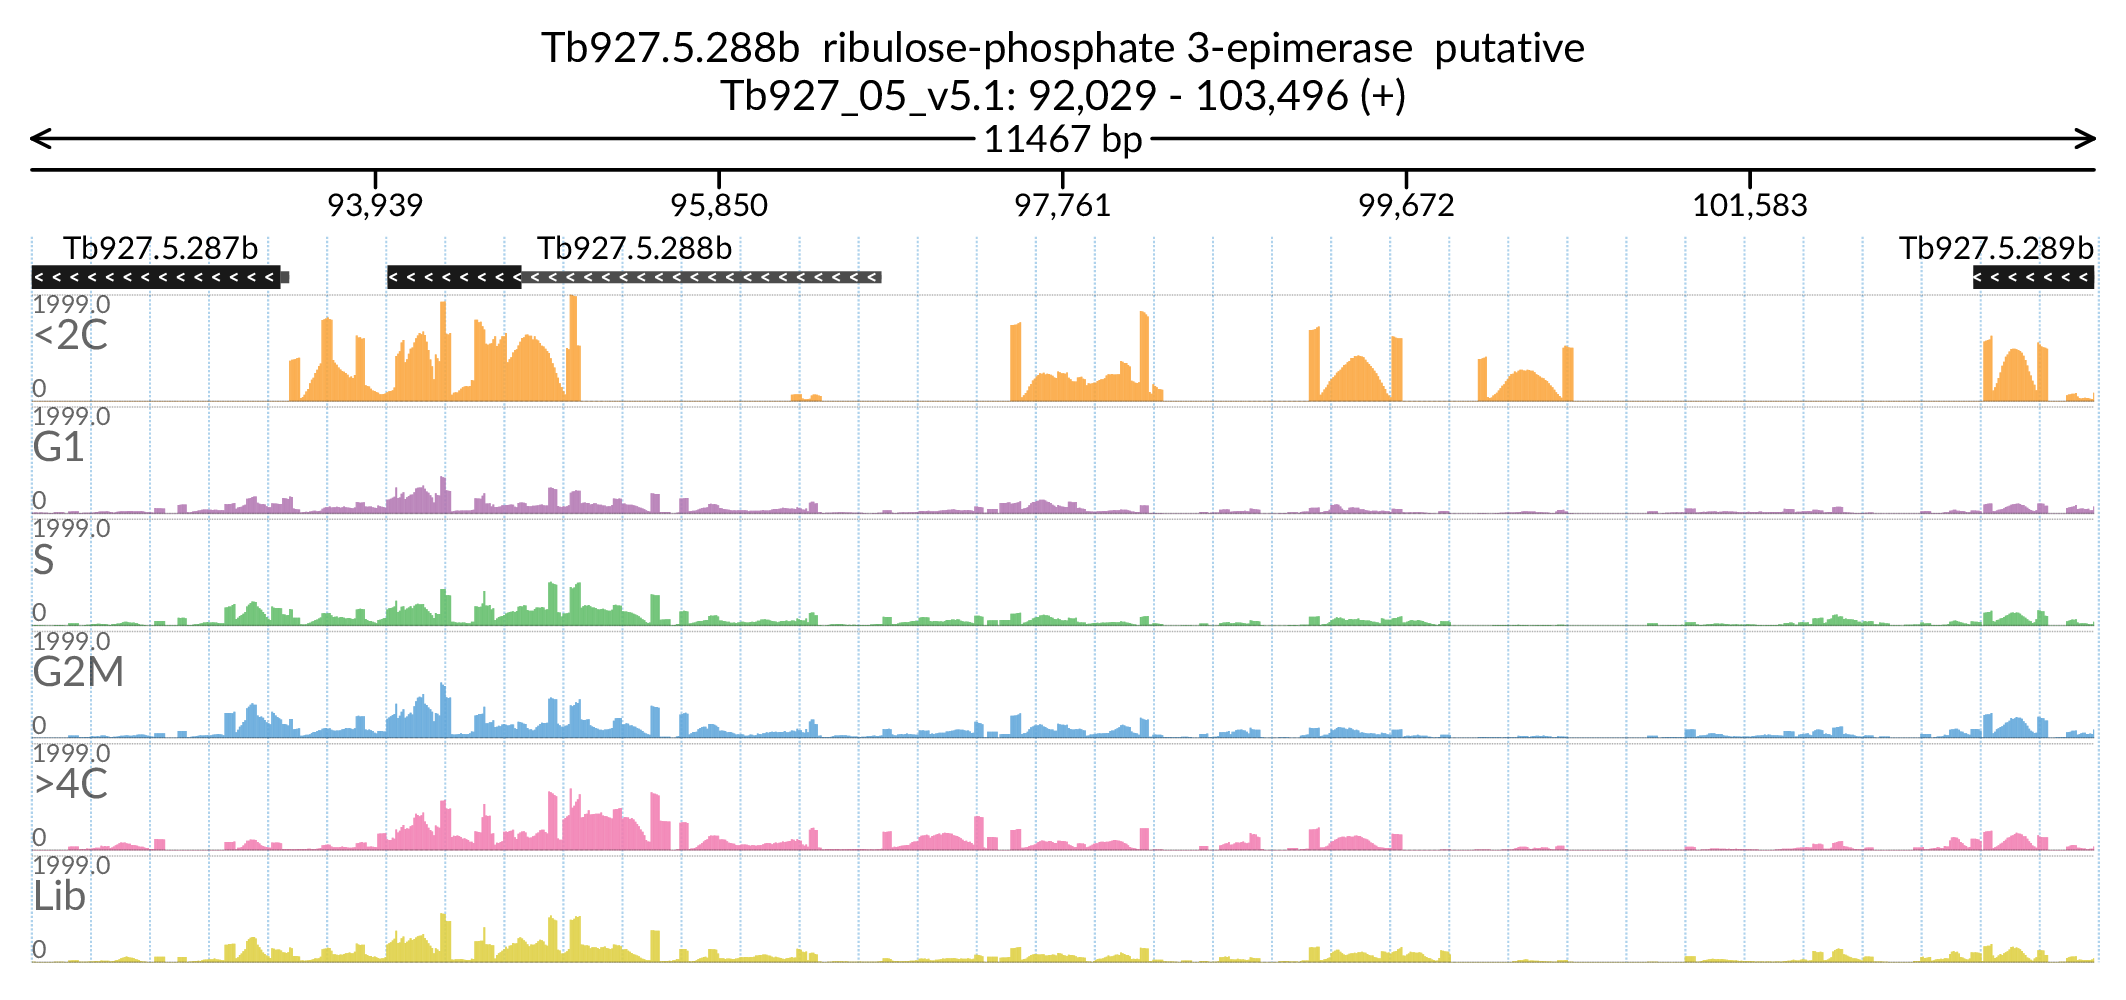 Tb927.5.288b  ribulose-phosphate 3-epimerase  putative
Tb927_05_v5.1: 92,029 - 103,496 (+)
11467 bp
93,939 95,850 97,761 99,672 101,583
Tb927.5.287b Tb927.5.288b Tb927.5.289b
1999.0
<2C
0
1999.0
G1
0
1999.0
S
0
1999.0
G2M
0
1999.0
>4C
0
1999.0
Lib
0